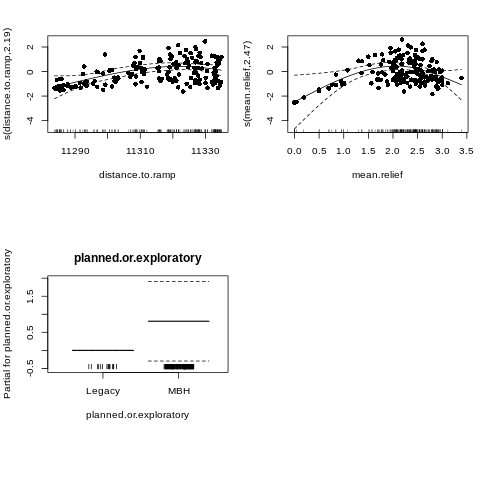 s(distance.to.ramp,2.19)
2
0
-2
-4
11290 11310 11330
distance.to.ramp
s(mean.relief,2.47)
2
0
-2
-4
0.0 0.5 1.0 1.5 2.0 2.5 3.0 3.5
mean.relief
planned.or.exploratory
Partial for planned.or.exploratory
1.5
0.5
-0.5
Legacy MBH
planned.or.exploratory